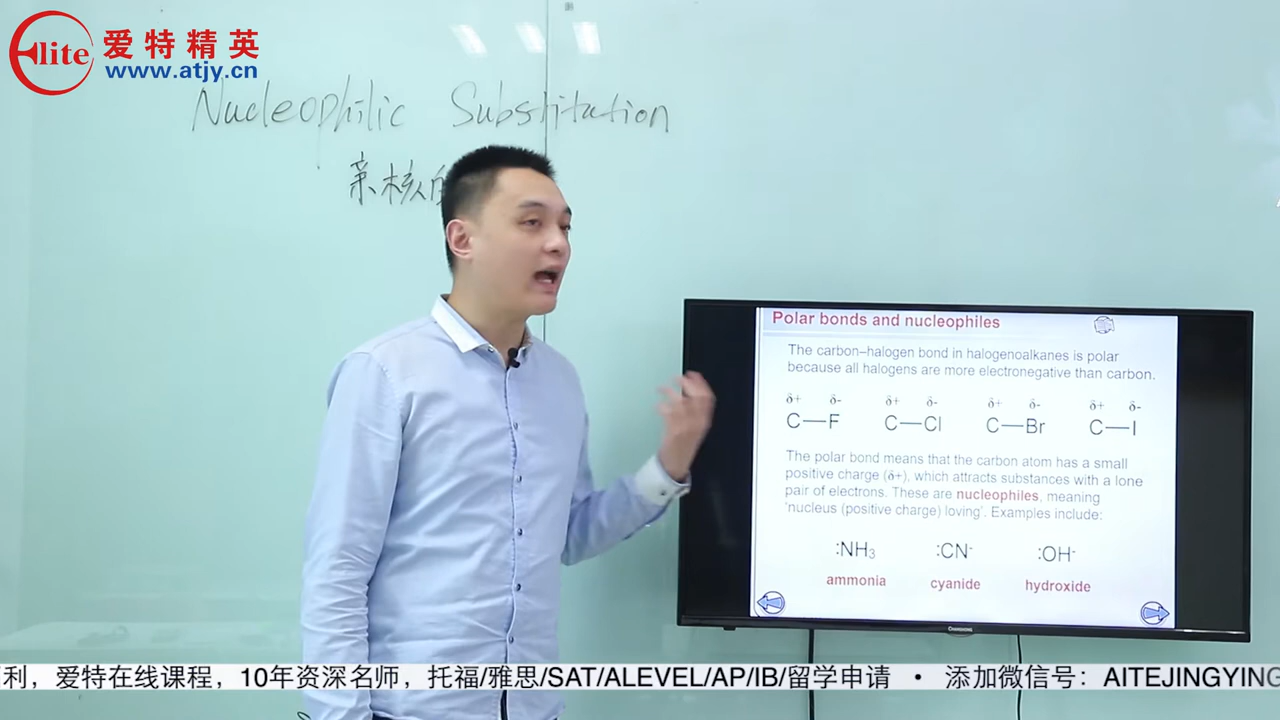 Elite 爱特精英
www.atjy.cn
Nucleophilic Substitution
亲核的
Polar bonds and nucleophiles
The carbon–halogen bond in halogenoalkanes is polar
because all halogens are more electronegative than carbon.
δ+ δ- δ+ δ- δ+ δ- δ+ δ-
C—F C—Cl C—Br C—I
The polar bond means that the carbon atom has a small
positive charge (δ+), which attracts substances with a lone
pair of electrons. These are nucleophiles, meaning
'nucleus (positive charge) loving'. Examples include:
:NH₃ :CN⁻ :OH⁻
ammonia cyanide hydroxide
利，爱特在线课程，10年资深名师，托福/雅思/SAT/ALEVEL/AP/IB/留学申请 • 添加微信号：AITEJINGYING